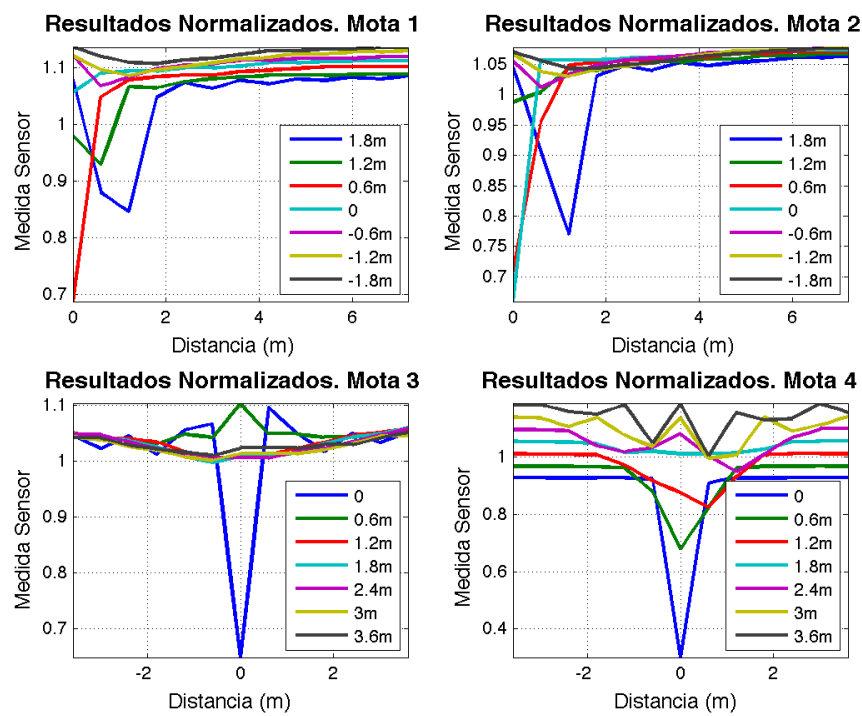 Resultados Normalizados. Mota 1
1.1
1
0.9
0.8
0.7
Medida Sensor
0
2
4
6
Distancia (m)
1.8m
1.2m
0.6m
0
-0.6m
-1.2m
-1.8m
Resultados Normalizados. Mota 2
1.05
1
0.95
0.9
0.85
0.8
0.75
0.7
Medida Sensor
0
2
4
6
Distancia (m)
1.8m
1.2m
0.6m
0
-0.6m
-1.2m
-1.8m
Resultados Normalizados. Mota 3
1.1
1
0.9
0.8
0.7
Medida Sensor
-2
0
2
Distancia (m)
0
0.6m
1.2m
1.8m
2.4m
3m
3.6m
Resultados Normalizados. Mota 4
1
0.8
0.6
0.4
Medida Sensor
-2
0
2
Distancia (m)
0
0.6m
1.2m
1.8m
2.4m
3m
3.6m